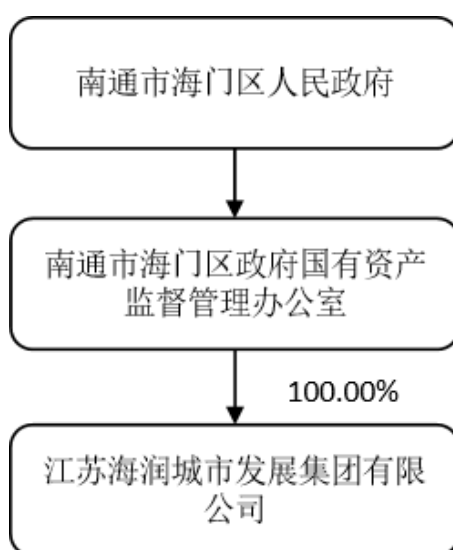 南通市海门区人民政府
南通市海门区政府国有资产
监督管理办公室
100.00%
江苏海润城市发展集团有限
公司